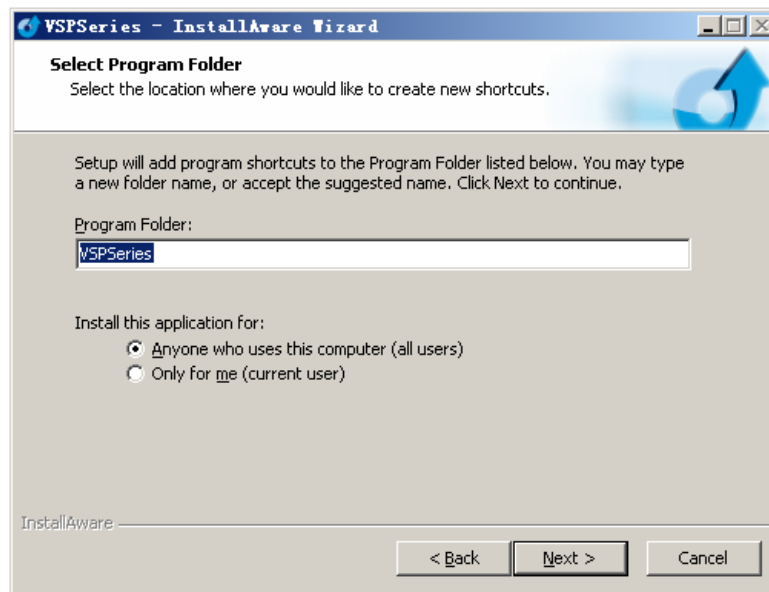 VSPSeries - InstallAware Wizard
Select Program Folder
Select the location where you would like to create new shortcuts.
Setup will add program shortcuts to the Program Folder listed below. You may type
a new folder name, or accept the suggested name. Click Next to continue.
Program Folder:
VSPSeries
Install this application for:
Anyone who uses this computer (all users)
Only for me (current user)
InstallAware
< Back
Next >
Cancel